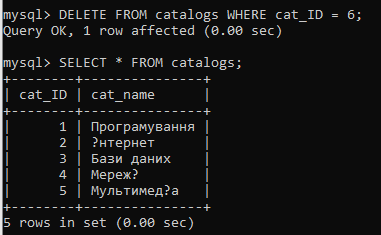 mysql> DELETE FROM catalogs WHERE cat_ID = 6;
Query OK, 1 row affected (0.00 sec)
mysql> SELECT * FROM catalogs;
+--------+---------------+
| cat_ID | cat_name      |
+--------+---------------+
|      1 | Програмування |
|      2 | ?нтернет      |
|      3 | Бази даних    |
|      4 | Мереж?        |
|      5 | Мультимед?а   |
+--------+---------------+
5 rows in set (0.00 sec)